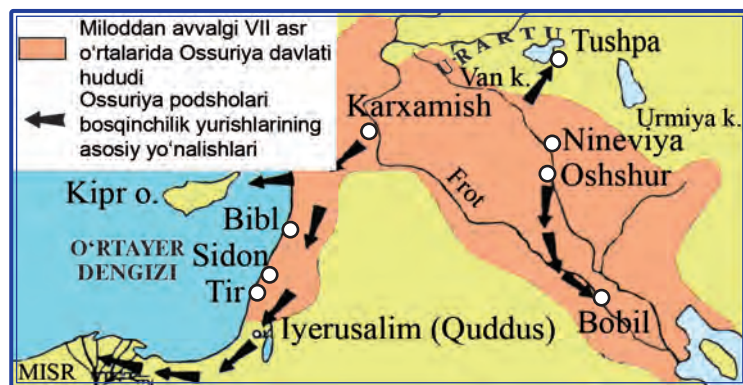 Miloddan avvalgi VII asr
o‘rtalarida Ossuriya davlati
hududi
Ossuriya podsholari
bosqinchilik yurishlarining
asosiy yo‘nalishlari
URARTU
Tushpa
Van k.
Urmiya k.
Karxamish
Nineviya
Oshshur
Kipr o.
Frot
Bibl
O‘RTAYER
DENGIZI
Sidon
Tir
Iyerusalim (Quddus)
Bobil
MISR